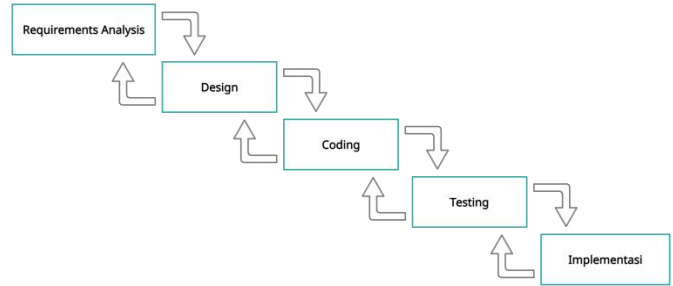 Requirements Analysis
Design
Coding
Testing
Implementasi